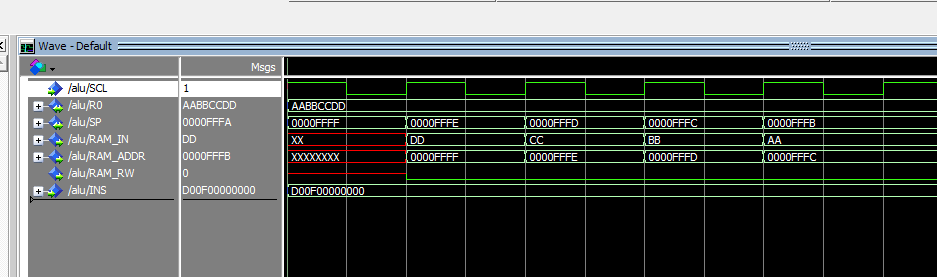 Wave - Default
Msgs
/alu/SCL 1
/alu/R0 AABBCCDD AABBCCDD
/alu/SP 0000FFFA 0000FFFF 0000FFFE 0000FFFD 0000FFFC 0000FFFB
/alu/RAM_IN DD XX DD CC BB AA
/alu/RAM_ADDR 0000FFFB XXXXXXXX 0000FFFF 0000FFFE 0000FFFD 0000FFFC
/alu/RAM_RW 0
/alu/INS D00F00000000 D00F00000000